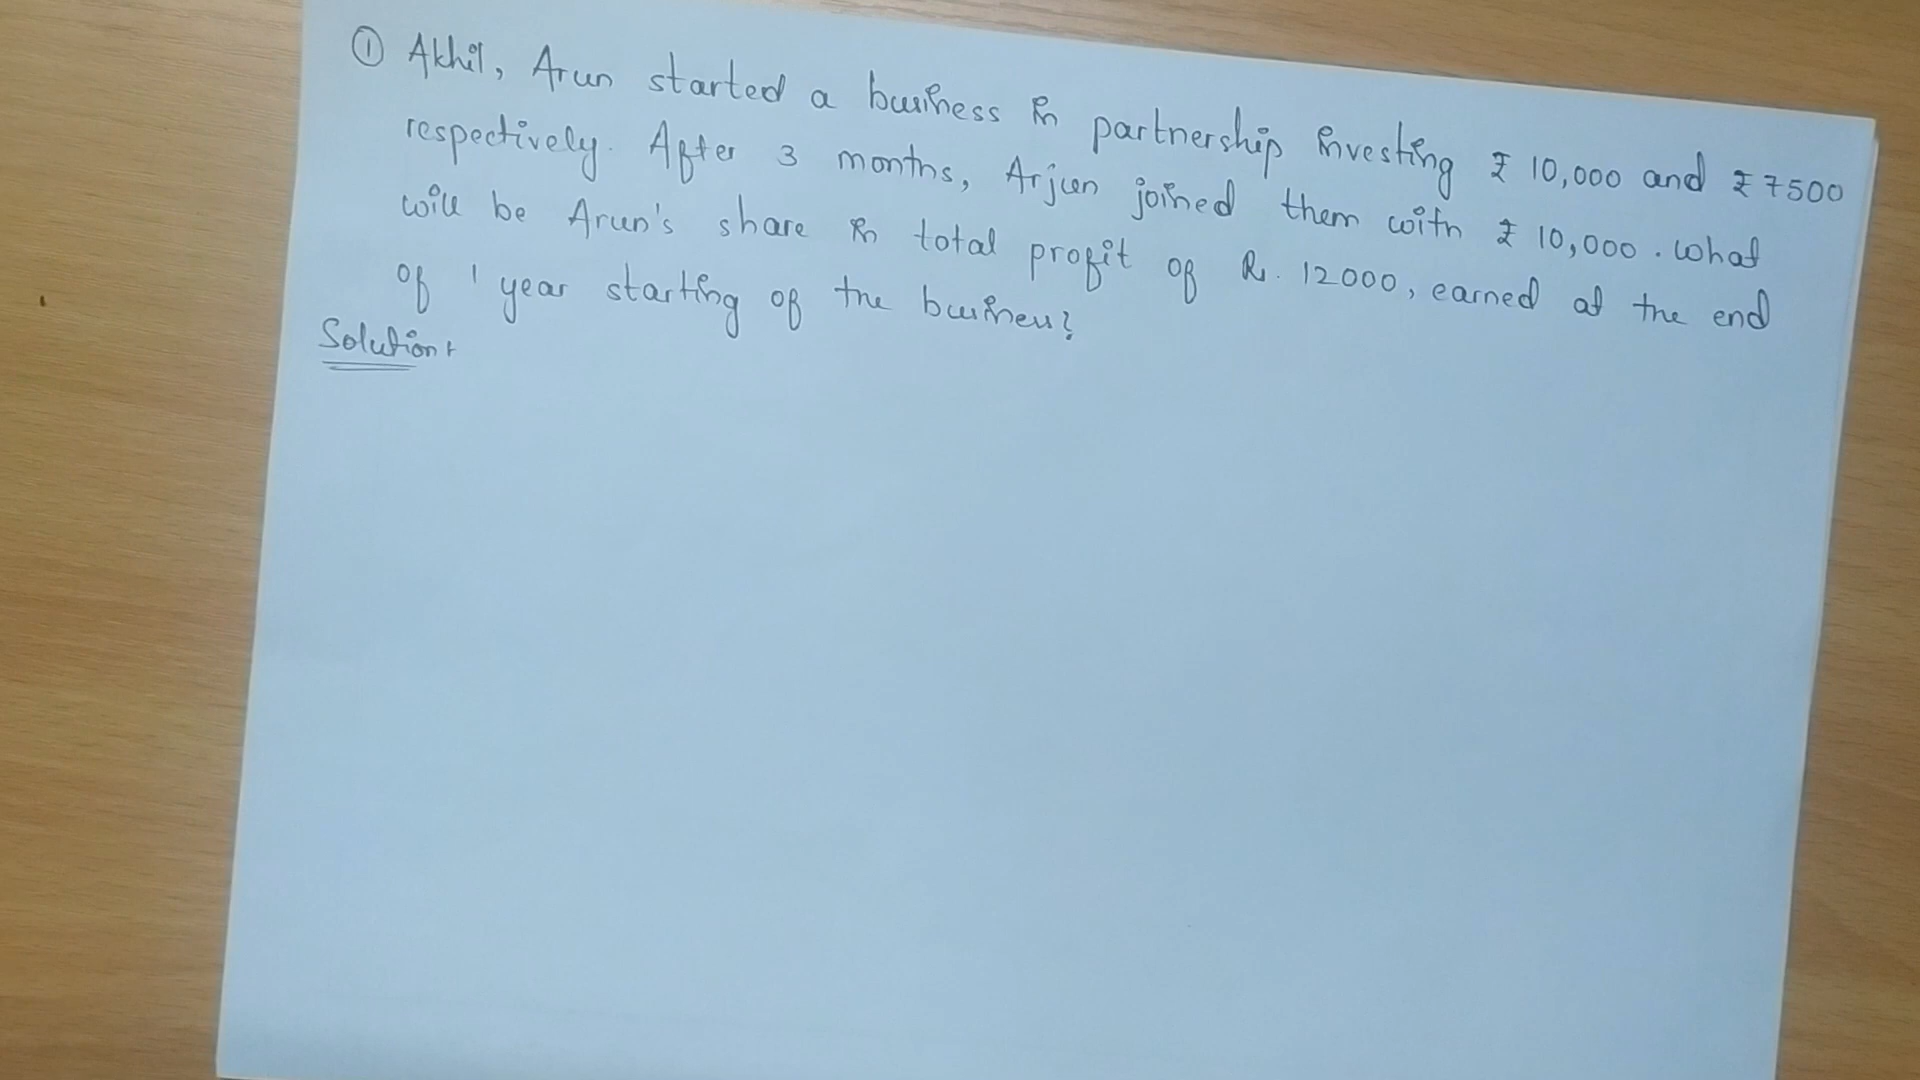 ① Akhil, Arun started a business in partnership investing ₹ 10,000 and ₹ 7500
respectively. After 3 months, Arjun joined them with ₹ 10,000. What
will be Arun's share in total profit of Rs. 12000, earned at the end
of 1 year starting of the business?
Solution: